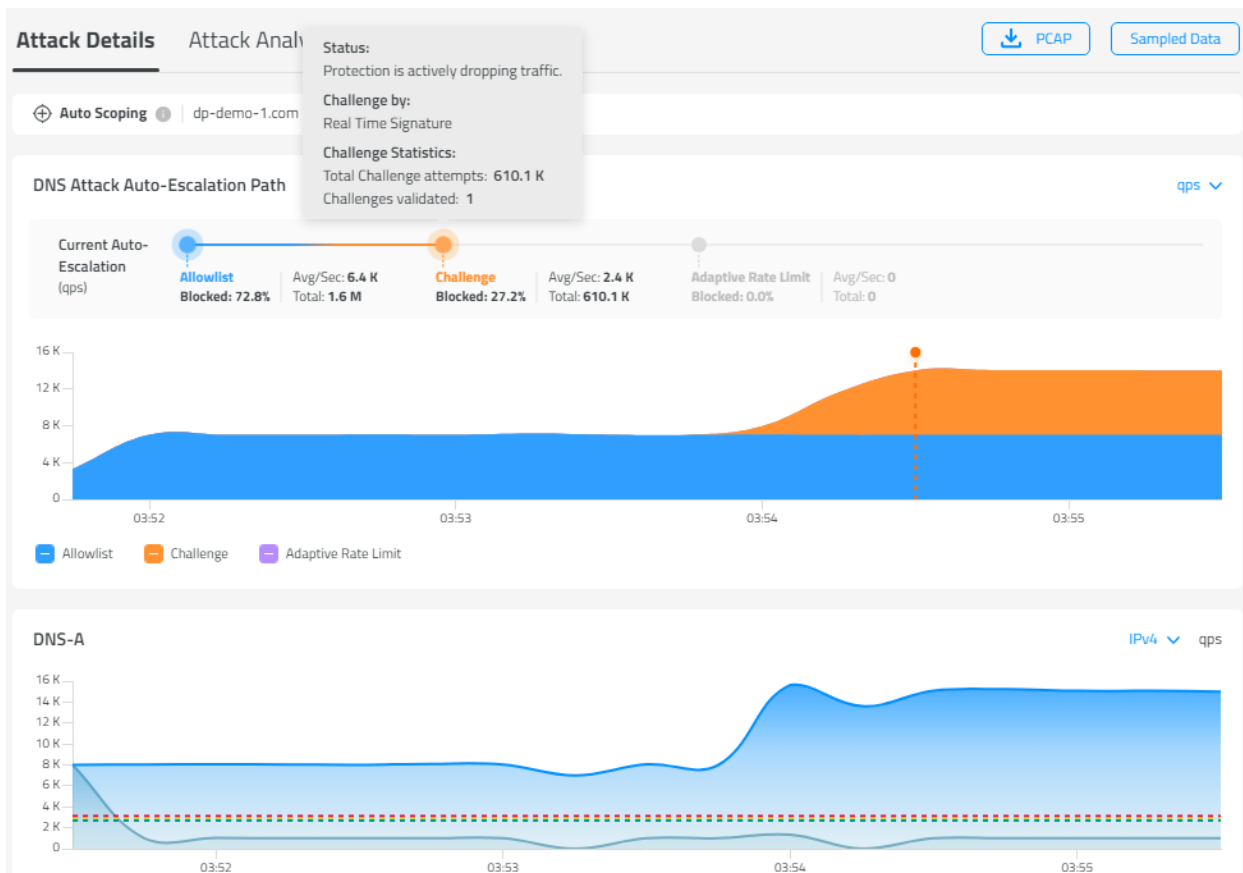 Attack Details
Attack Analy
PCAP
Sampled Data
Status:
Protection is actively dropping traffic.
Challenge by:
Real Time Signature
Challenge Statistics:
Total Challenge attempts: 610.1 K
Challenges validated: 1
Auto Scoping
dp-demo-1.com
DNS Attack Auto-Escalation Path
qps
Current Auto-
Escalation
(qps)
Allowlist
Blocked: 72.8%
Avg/Sec: 6.4 K
Total: 1.6 M
Challenge
Blocked: 27.2%
Avg/Sec: 2.4 K
Total: 610.1 K
Adaptive Rate Limit
Blocked: 0.0%
Avg/Sec: 0
Total: 0
16 K
12 K
8 K
4 K
0
03:52
03:53
03:54
03:55
Allowlist
Challenge
Adaptive Rate Limit
DNS-A
IPv4
qps
16 K
14 K
12 K
10 K
8 K
6 K
4 K
2 K
0
03:52
03:53
03:54
03:55